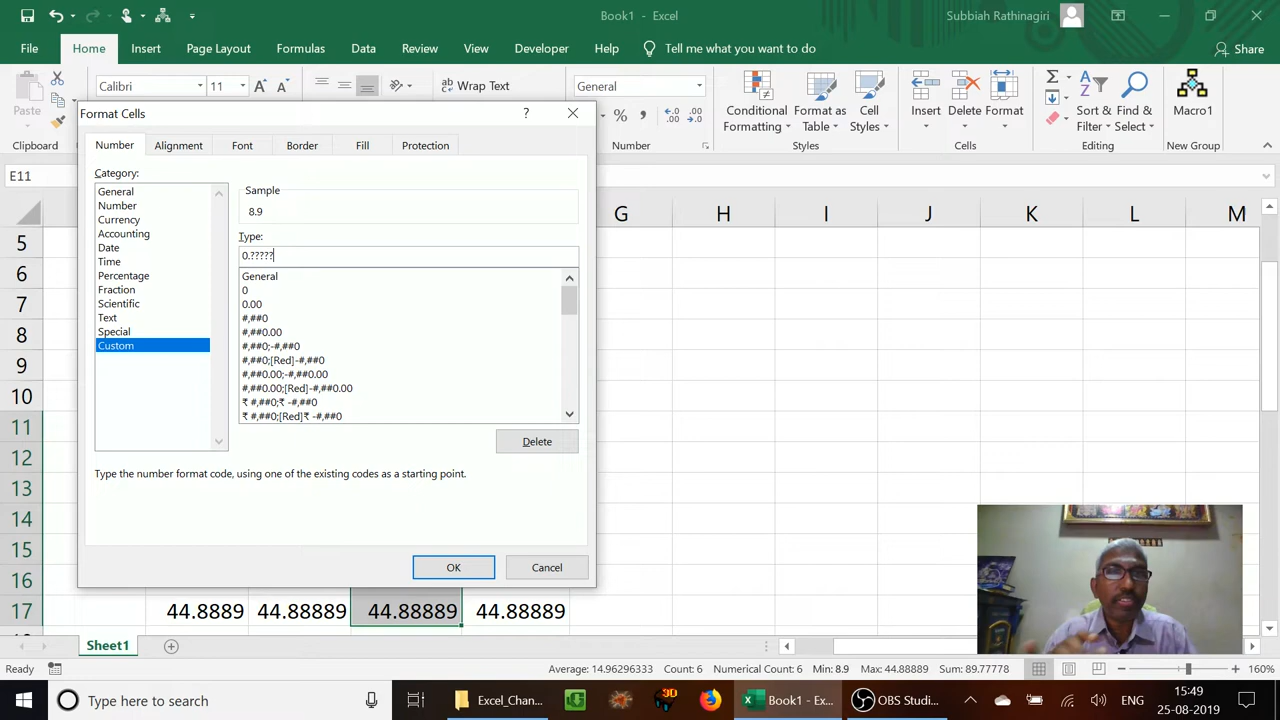 Book1 - Excel
Subbiah Rathinagiri
File Home Insert Page Layout Formulas Data Review View Developer Help Tell me what you want to do Share
Calibri 11 Wrap Text General
Paste
Conditional Formatting
Format as Table
Cell Styles
Insert
Delete
Format
Sort & Filter
Find & Select
Macro1
Clipboard Number Styles Cells Editing New Group
E11
Format Cells
Number Alignment Font Border Fill Protection
Category:
General
Number
Currency
Accounting
Date
Time
Percentage
Fraction
Scientific
Text
Special
Custom
Sample
8.9
Type:
0.?????
General
0
0.00
#,##0
#,##0.00
#,##0;-#,##0
#,##0;[Red]-#,##0
#,##0.00;-#,##0.00
#,##0.00;[Red]-#,##0.00
₹ #,##0;₹ -#,##0
₹ #,##0;[Red]₹ -#,##0
Delete
Type the number format code, using one of the existing codes as a starting point.
OK Cancel
G H I J K L M
5
6
7
8
9
10
11
12
13
14
15
16
17 44.8889 44.88889 44.88889 44.88889
Sheet1
Ready Average: 14.96296333 Count: 6 Numerical Count: 6 Min: 8.9 Max: 44.88889 Sum: 89.77778 160%
Type here to search
Excel_Chan...
3D
Book1 - Excel
OBS Studi...
ENG
15:49
25-08-2019